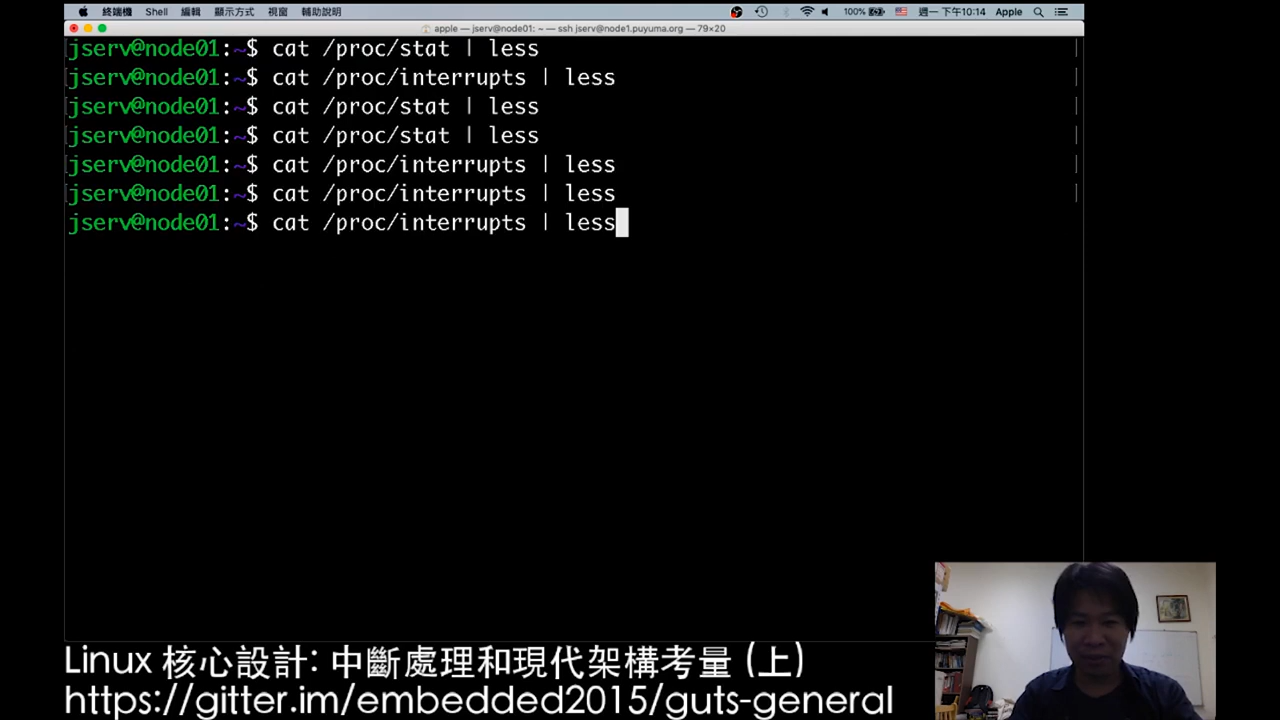 終端機 Shell 編輯 顯示方式 視窗 輔助說明 100% 週一 下午10:14 Apple
apple — jserv@node01: ~ — ssh jserv@node1.puyuma.org — 79×20
jserv@node01:~$ cat /proc/stat | less
jserv@node01:~$ cat /proc/interrupts | less
jserv@node01:~$ cat /proc/stat | less
jserv@node01:~$ cat /proc/stat | less
jserv@node01:~$ cat /proc/interrupts | less
jserv@node01:~$ cat /proc/interrupts | less
jserv@node01:~$ cat /proc/interrupts | less
Linux 核心設計: 中斷處理和現代架構考量 (上)
https://gitter.im/embedded2015/guts-general